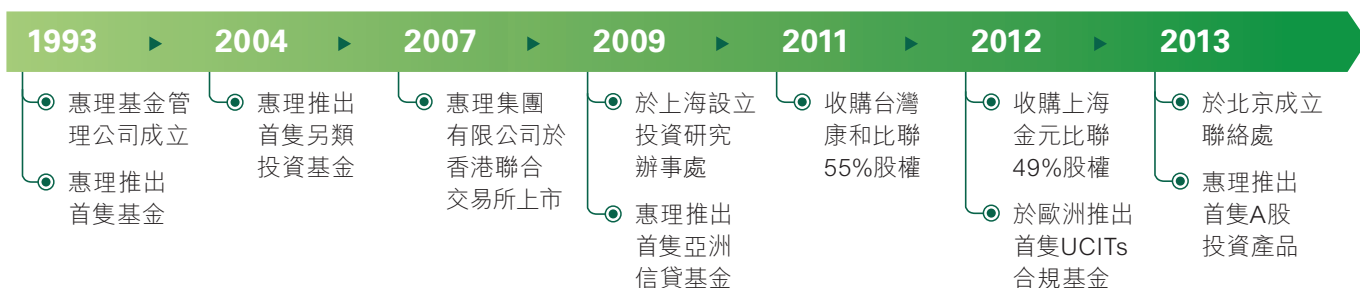 1993
2004
2007
2009
2011
2012
2013
惠理基金管
理公司成立
惠理推出
首隻基金
惠理推出
首隻另類
投資基金
惠理集團
有限公司於
香港聯合
交易所上市
於上海設立
投資研究
辦事處
惠理推出
首隻亞洲
信貸基金
收購台灣
康和比聯
55%股權
收購上海
金元比聯
49%股權
於歐洲推出
首隻UCITs
合規基金
於北京成立
聯絡處
惠理推出
首隻A股
投資產品